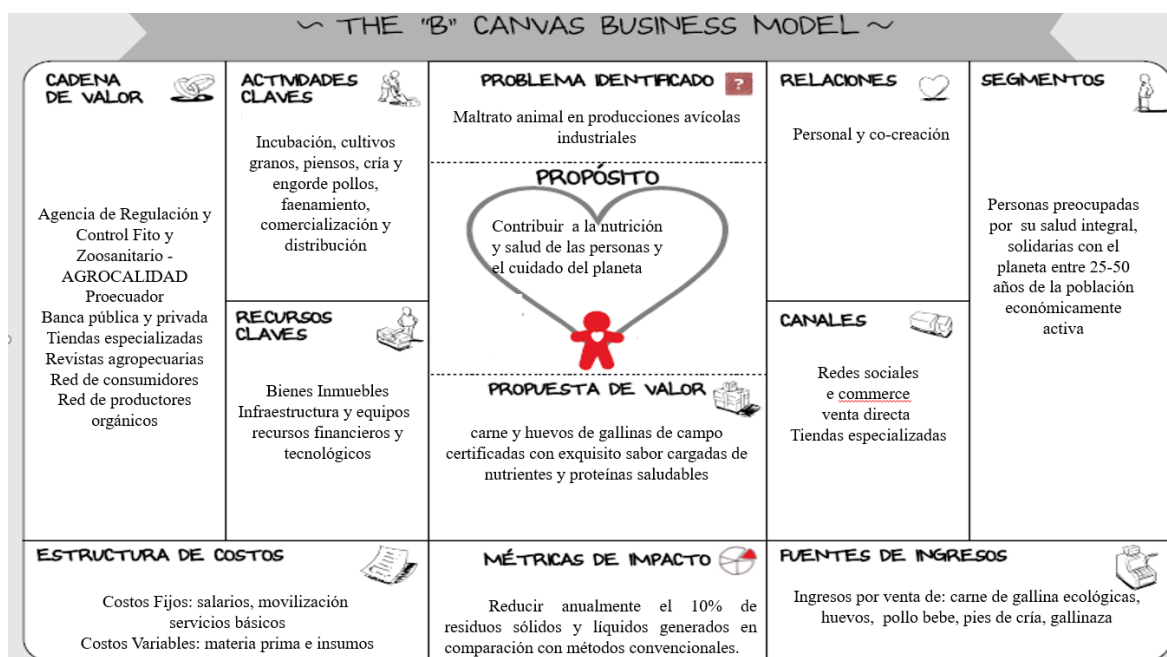 ~ THE "B" CANVAS BUSINESS MODEL ~
CADENA
DE VALOR
Agencia de Regulación y
Control Fito y
Zoosanitario -
AGROCALIDAD
Proecuador
Banca pública y privada
Tiendas especializadas
Revistas agropecuarias
Red de consumidores
Red de productores
orgánicos
ACTIVIDADES
CLAVES
Incubación, cultivos
granos, piensos, cría y
engorde pollos,
faenamiento,
comercialización y
distribución
RECURSOS
CLAVES
Bienes Inmuebles
Infraestructura y equipos
recursos financieros y
tecnológicos
PROBLEMA IDENTIFICADO
?
Maltrato animal en producciones avícolas
industriales
PROPÓSITO
Contribuir a la nutrición
y salud de las personas y
el cuidado del planeta
PROPUESTA DE VALOR
carne y huevos de gallinas de campo
certificadas con exquisito sabor cargadas de
nutrientes y proteínas saludables
RELACIONES
Personal y co-creación
CANALES
Redes sociales
e commerce
venta directa
Tiendas especializadas
SEGMENTOS
Personas preocupadas
por su salud integral,
solidarias con el
planeta entre 25-50
años de la población
económicamente
activa
ESTRUCTURA DE COSTOS
Costos Fijos: salarios, movilización
servicios básicos
Costos Variables: materia prima e insumos
MÉTRICAS DE IMPACTO
Reducir anualmente el 10% de
residuos sólidos y líquidos generados en
comparación con métodos convencionales.
FUENTES DE INGRESOS
Ingresos por venta de: carne de gallina ecológicas,
huevos, pollo bebe, pies de cría, gallinaza